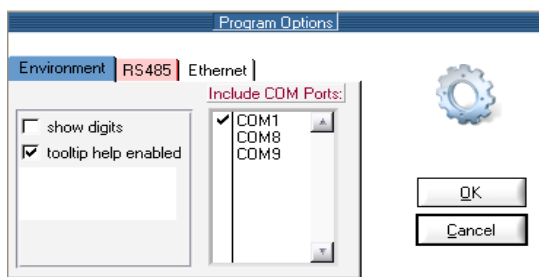 Program Options
Environment RS485 Ethernet
Include COM Ports:
show digits
tooltip help enabled
COM1
COM8
COM9
OK
Cancel